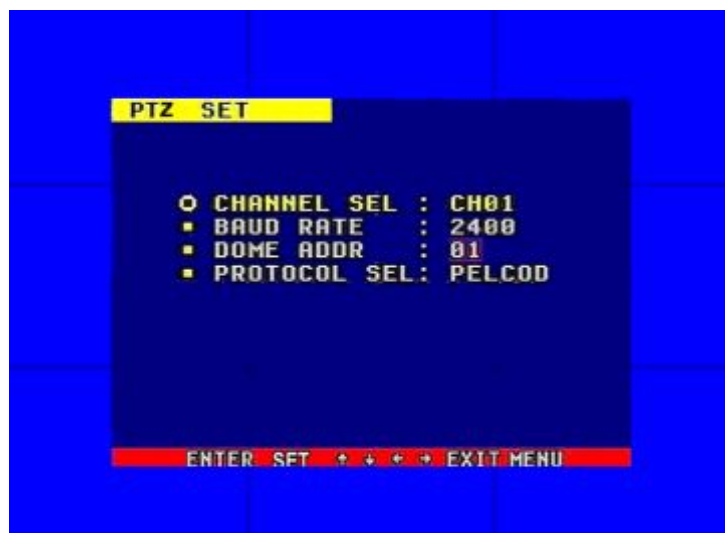 PTZ SET
CHANNEL SEL : CH01
BAUD RATE : 2400
DOME ADDR : 01
PROTOCOL SEL: PELCOD
ENTER SET ↑ ↓ ← → EXIT MENU